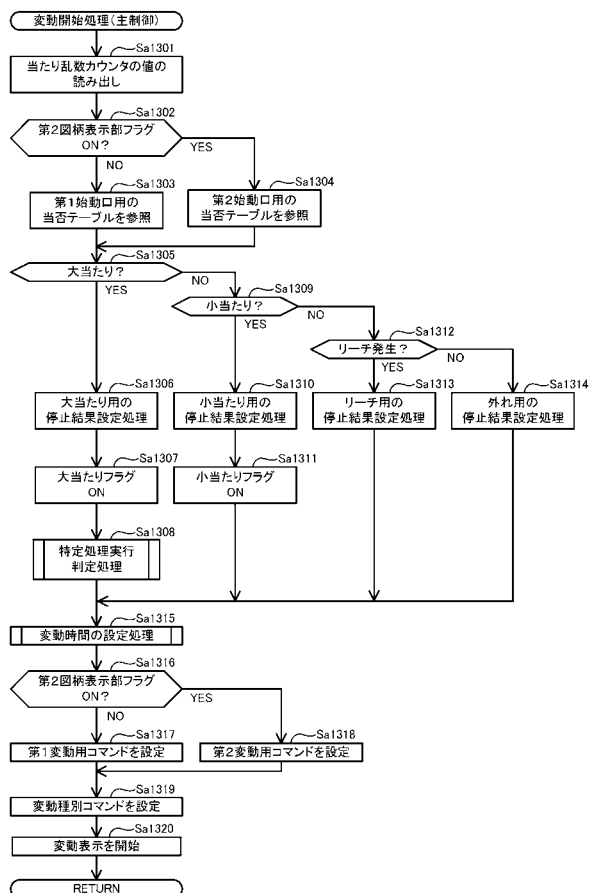 変動開始処理(主制御)
Sa1301
当たり乱数カウンタの値の
読み出し
Sa1302
第2図柄表示部フラグ
ON?
YES
NO
Sa1303
第1始動口用の
当否テーブルを参照
Sa1304
第2始動口用の
当否テーブルを参照
Sa1305
大当たり?
NO
YES
Sa1309
小当たり?
NO
YES
Sa1312
リーチ発生?
NO
YES
Sa1306
大当たり用の
停止結果設定処理
Sa1310
小当たり用の
停止結果設定処理
Sa1313
リーチ用の
停止結果設定処理
Sa1314
外れ用の
停止結果設定処理
Sa1307
大当たりフラグ
ON
Sa1311
小当たりフラグ
ON
Sa1308
特定処理実行
判定処理
Sa1315
変動時間の設定処理
Sa1316
第2図柄表示部フラグ
ON?
YES
NO
Sa1317
第1変動用コマンドを設定
Sa1318
第2変動用コマンドを設定
Sa1319
変動種別コマンドを設定
Sa1320
変動表示を開始
RETURN